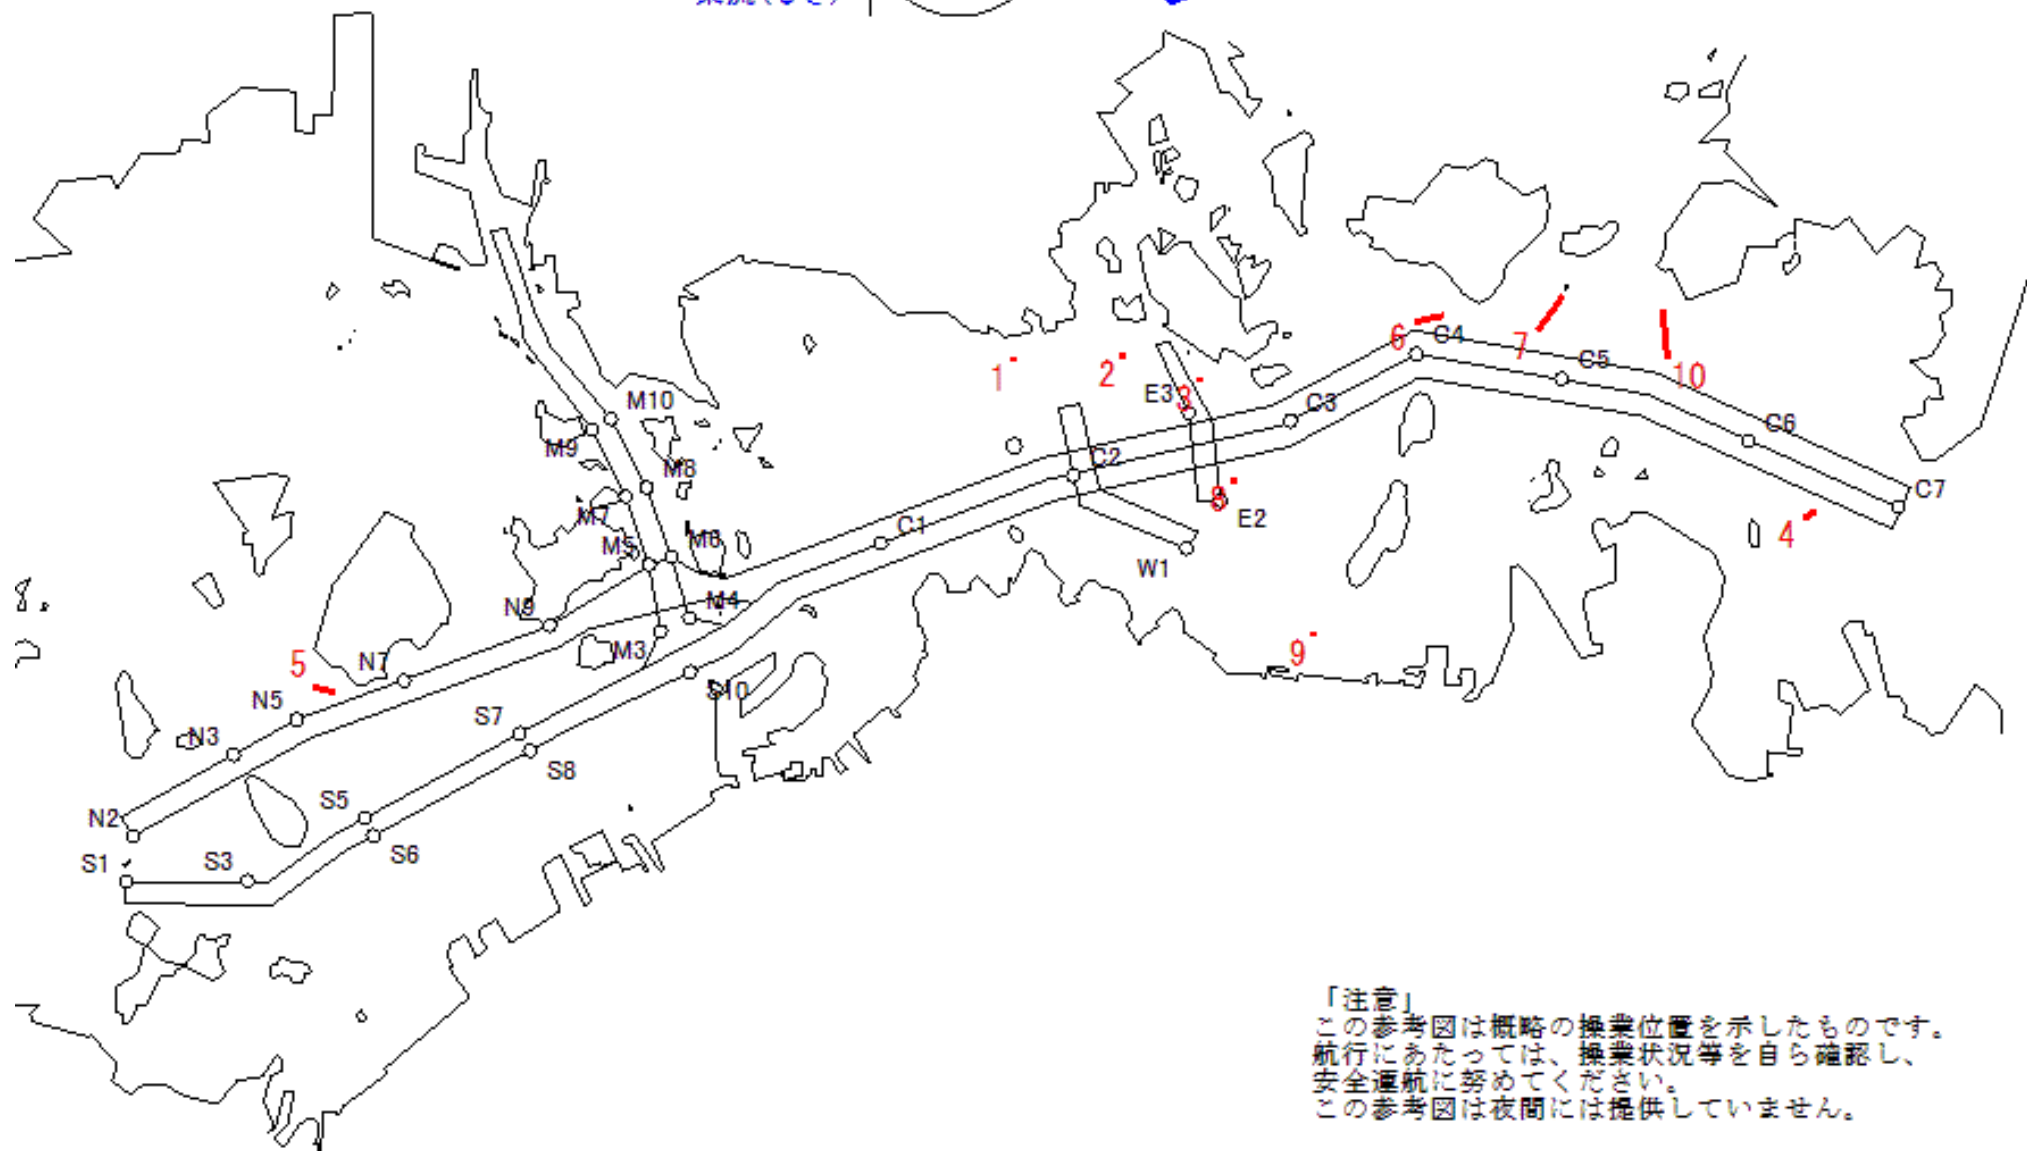 6
C4
7
C5
10
1
2
E3
3
M10
C3
C6
M9
M8
C2
C7
M7
8
E2
4
M5
M6
C1
W1
N9
M4
5
N7
M3
9
N5
S10
N3
S7
S8
S5
N2
S6
S1
S3
「注意」
この参考図は概略の操業位置を示したものです。
航行にあたっては、操業状況等を自ら確認し、
安全運航に努めてください。
この参考図は夜間には提供していません。